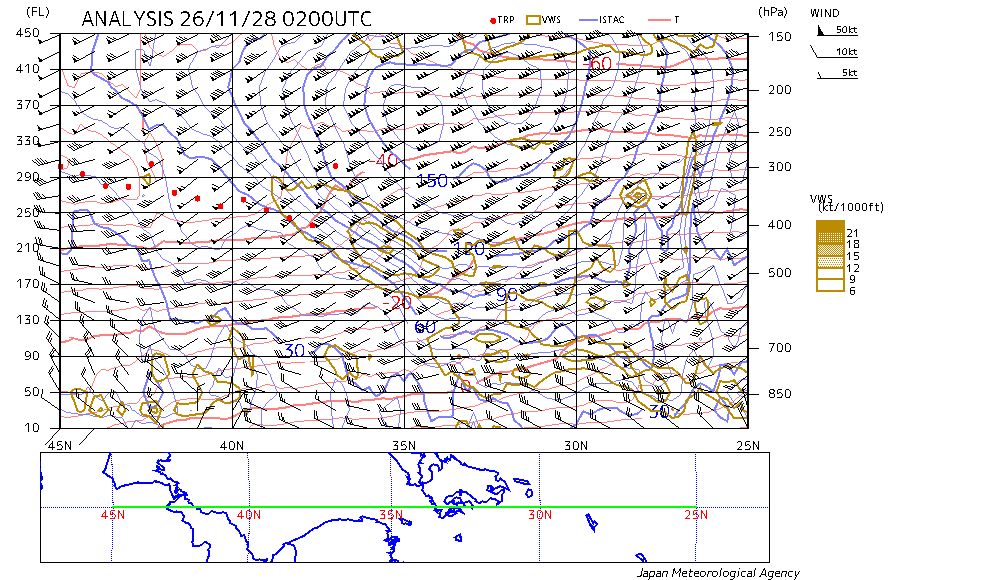 (FL) ANALYSIS 26/11/28 0200UTC TRP VWS ISTAC T (hPa) WIND
450 150 50kt
410 60 10kt
370 200 5kt
330 250
290 40 150 300
250 400
210 120
170 90 500
130 20 60
90 30 700
50 0 850
10 30
45N 40N 35N 30N 25N
VWS
(kt/1000ft)
21
18
15
12
9
6
45N 40N 35N 30N 25N
Japan Meteorological Agency